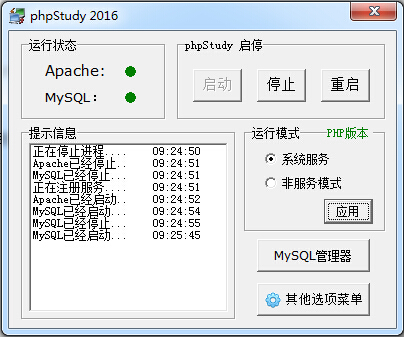 phpStudy 2016
运行状态
Apache:
MySQL:
phpStudy 启停
启动 停止 重启
提示信息
正在停止进程.... 09:24:50
Apache已经停止.. 09:24:51
MySQL已经停止... 09:24:51
正在注册服务.... 09:24:51
Apache已经启动.. 09:24:52
MySQL已经启动... 09:24:54
MySQL已经停止... 09:24:55
MySQL已经启动... 09:25:45
运行模式 PHP版本
系统服务
非服务模式
应用
MySQL管理器
其他选项菜单